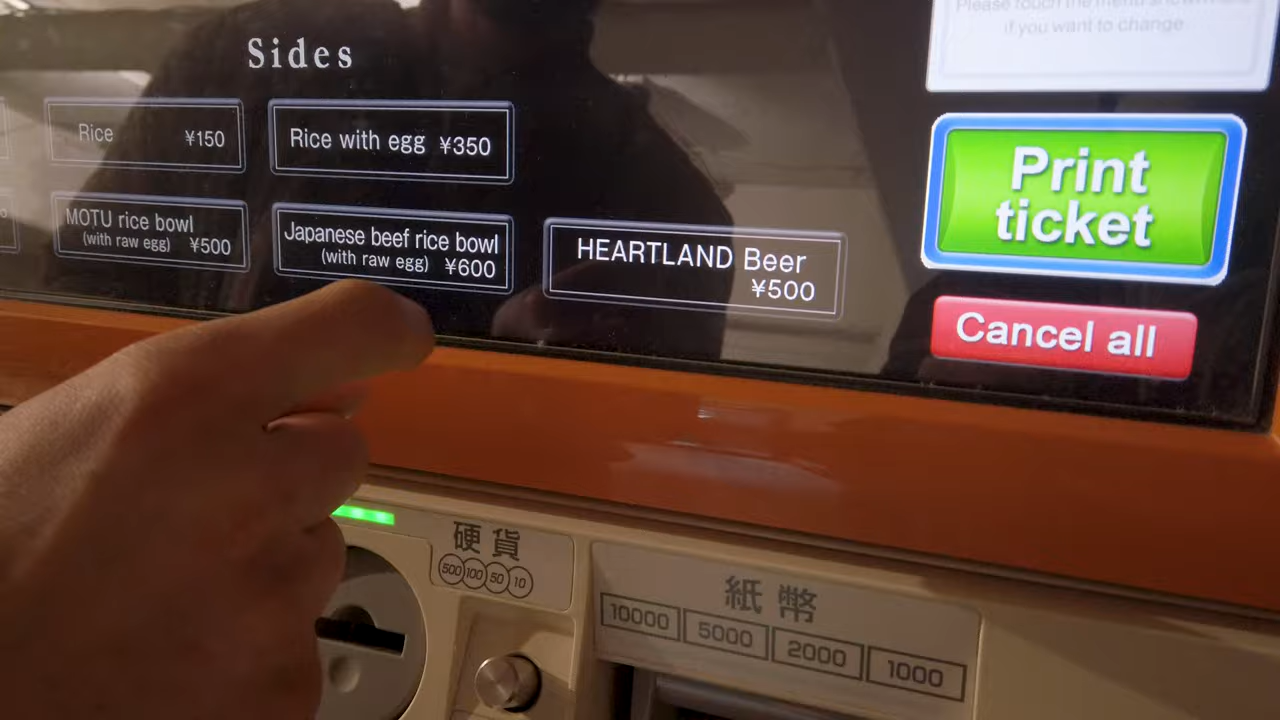 Please touch the menu shown
if you want to change
Sides
Rice ¥150
Rice with egg ¥350
Print
ticket
MOTU rice bowl
(with raw egg) ¥500
Japanese beef rice bowl
(with raw egg) ¥600
HEARTLAND Beer
¥500
Cancel all
硬貨
500 100 50 10
紙幣
10000 5000 2000 1000